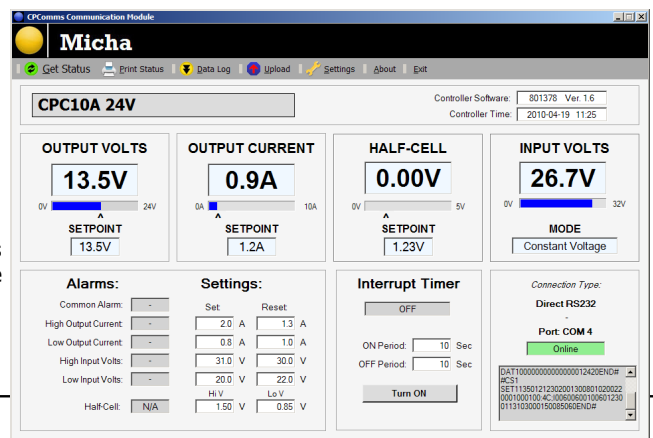 CPComms Communication Module
Micha
Get Status Print Status Data Log Upload Settings About Exit
CPC10A 24V
Controller Software: 801378 Ver. 1.6
Controller Time: 2010-04-19 11:25
OUTPUT VOLTS
13.5V
0V 24V
SETPOINT
13.5V
OUTPUT CURRENT
0.9A
0A 10A
SETPOINT
1.2A
HALF-CELL
0.00V
0V 5V
SETPOINT
1.23V
INPUT VOLTS
26.7V
0V 32V
MODE
Constant Voltage
Alarms: Settings:
Common Alarm: - Set: Reset:
High Output Current: - 2.0 A 1.3 A
Low Output Current: - 0.8 A 1.0 A
High Input Volts: - 31.0 V 30.0 V
Low Input Volts: - 20.0 V 22.0 V
Hi V Lo V
Half-Cell: N/A 1.50 V 0.85 V
Interrupt Timer
OFF
ON Period: 10 Sec
OFF Period: 10 Sec
Turn ON
Connection Type:
Direct RS232
-
Port: COM 4
Online
#CS1
s
e